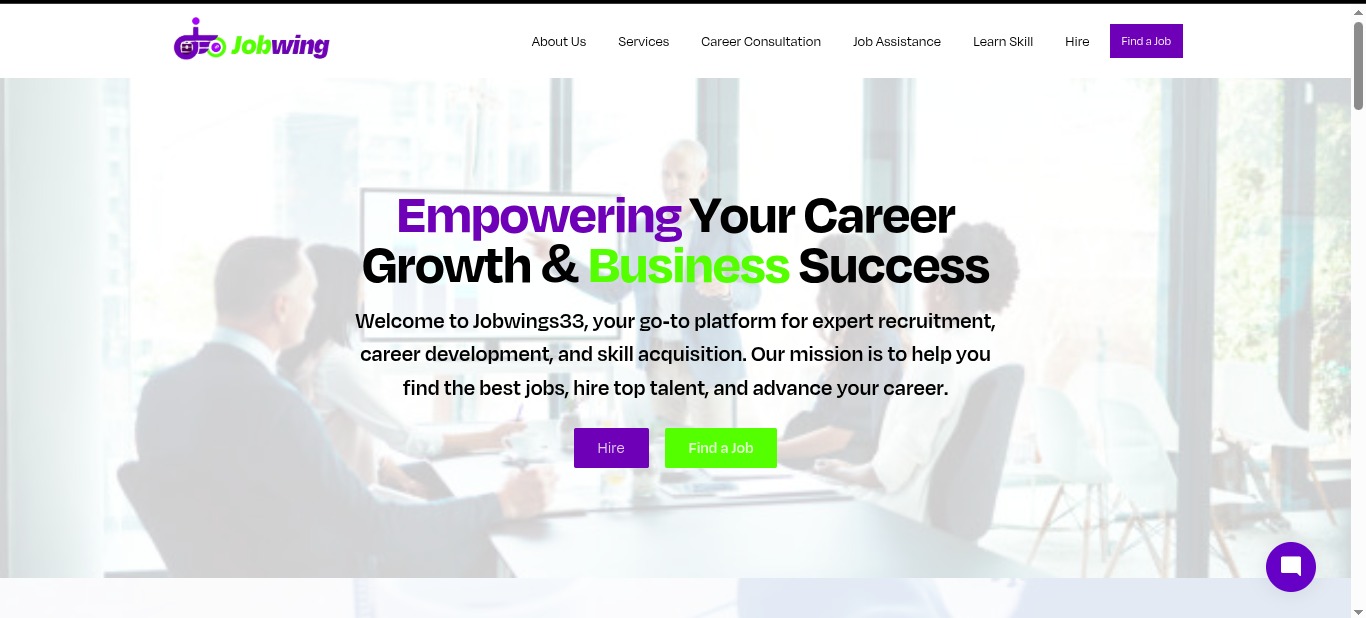 Jobwing
About Us
Services
Career Consultation
Job Assistance
Learn Skill
Hire
Find a Job
Empowering Your Career
Growth & Business Success
Welcome to Jobwings33, your go-to platform for expert recruitment,
career development, and skill acquisition. Our mission is to help you
find the best jobs, hire top talent, and advance your career.
Hire
Find a Job